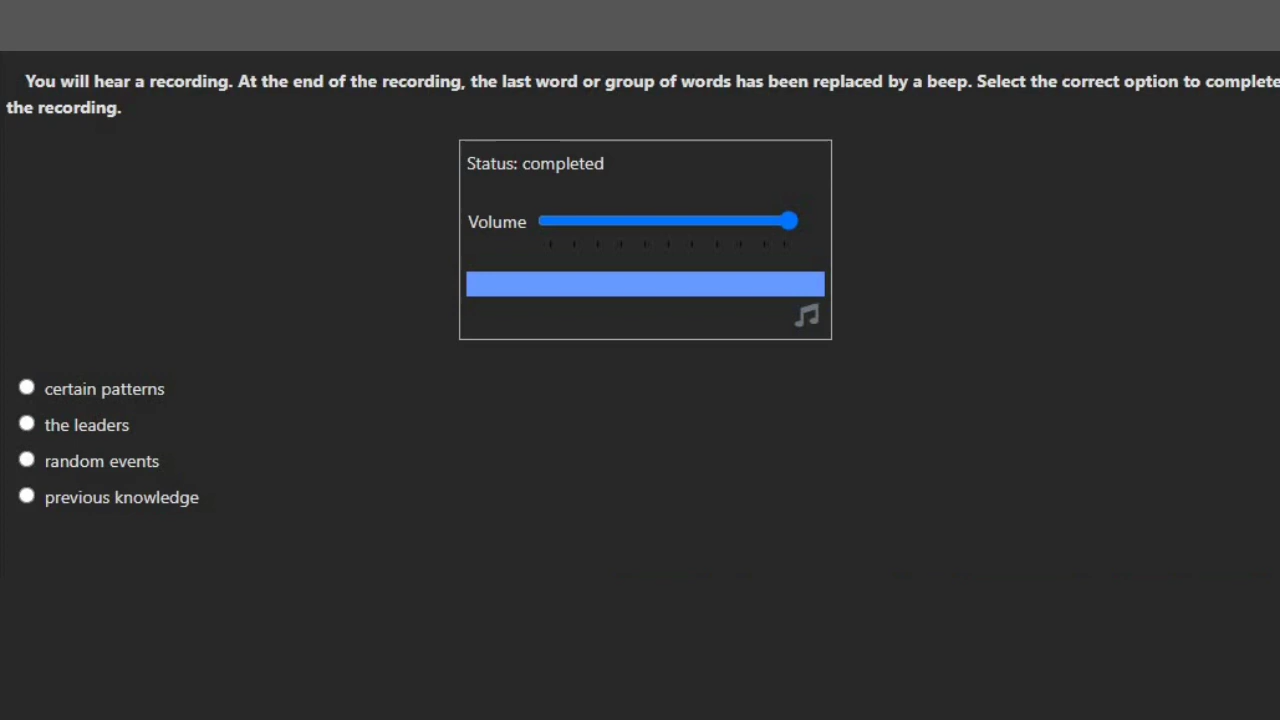 You will hear a recording. At the end of the recording, the last word or group of words has been replaced by a beep. Select the correct option to complete
the recording.
Status: completed
Volume
certain patterns
the leaders
random events
previous knowledge